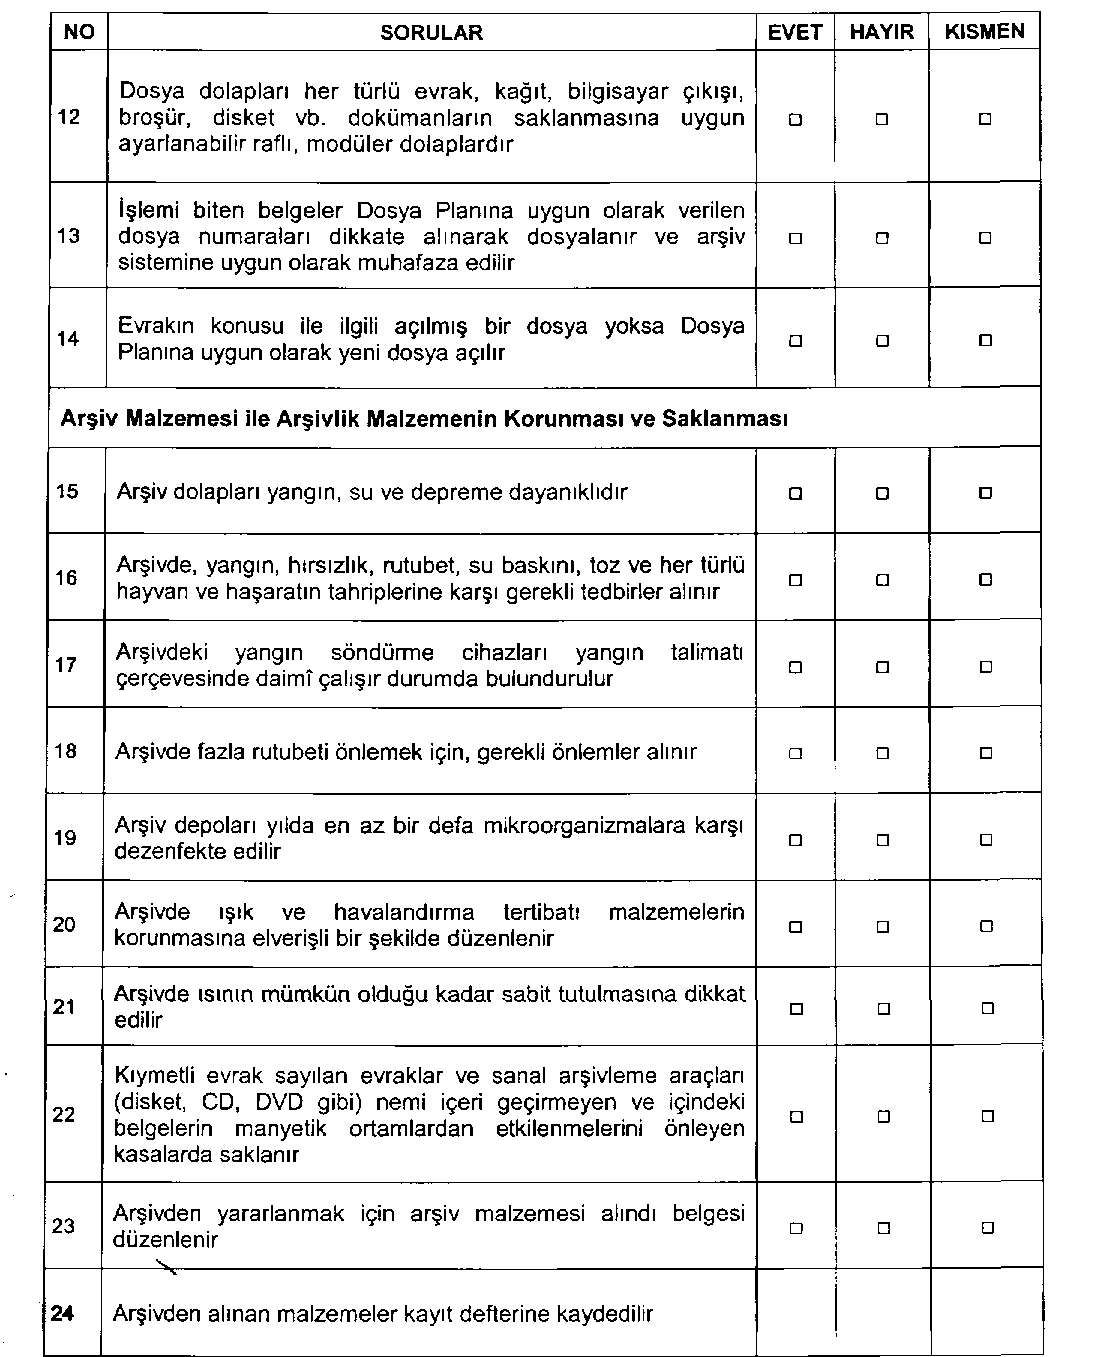 NO SORULAR EVET HAYIR KISMEN
12 Dosya dolapları her türlü evrak, kağıt, bilgisayar çıkışı,
broşür, disket vb. dokümanların saklanmasına uygun
ayarlanabilir raflı, modüler dolaplardır
13 İşlemi biten belgeler Dosya Planına uygun olarak verilen
dosya numaraları dikkate alınarak dosyalanır ve arşiv
sistemine uygun olarak muhafaza edilir
14 Evrakın konusu ile ilgili açılmış bir dosya yoksa Dosya
Planına uygun olarak yeni dosya açılır
Arşiv Malzemesi ile Arşivlik Malzemenin Korunması ve Saklanması
15 Arşiv dolapları yangın, su ve depreme dayanıklıdır
16 Arşivde, yangın, hırsızlık, rutubet, su baskını, toz ve her türlü
hayvan ve haşaratın tahriplerine karşı gerekli tedbirler alınır
17 Arşivdeki yangın söndürme cihazları yangın talimatı
çerçevesinde daimî çalışır durumda bulundurulur
18 Arşivde fazla rutubeti önlemek için, gerekli önlemler alınır
19 Arşiv depoları yılda en az bir defa mikroorganizmalara karşı
dezenfekte edilir
20 Arşivde ışık ve havalandırma tertibatı malzemelerin
korunmasına elverişli bir şekilde düzenlenir
21 Arşivde ısının mümkün olduğu kadar sabit tutulmasına dikkat
edilir
22 Kıymetli evrak sayılan evraklar ve sanal arşivleme araçları
(disket, CD, DVD gibi) nemi içeri geçirmeyen ve içindeki
belgelerin manyetik ortamlardan etkilenmelerini önleyen
kasalarda saklanır
23 Arşivden yararlanmak için arşiv malzemesi alındı belgesi
düzenlenir
24 Arşivden alınan malzemeler kayıt defterine kaydedilir